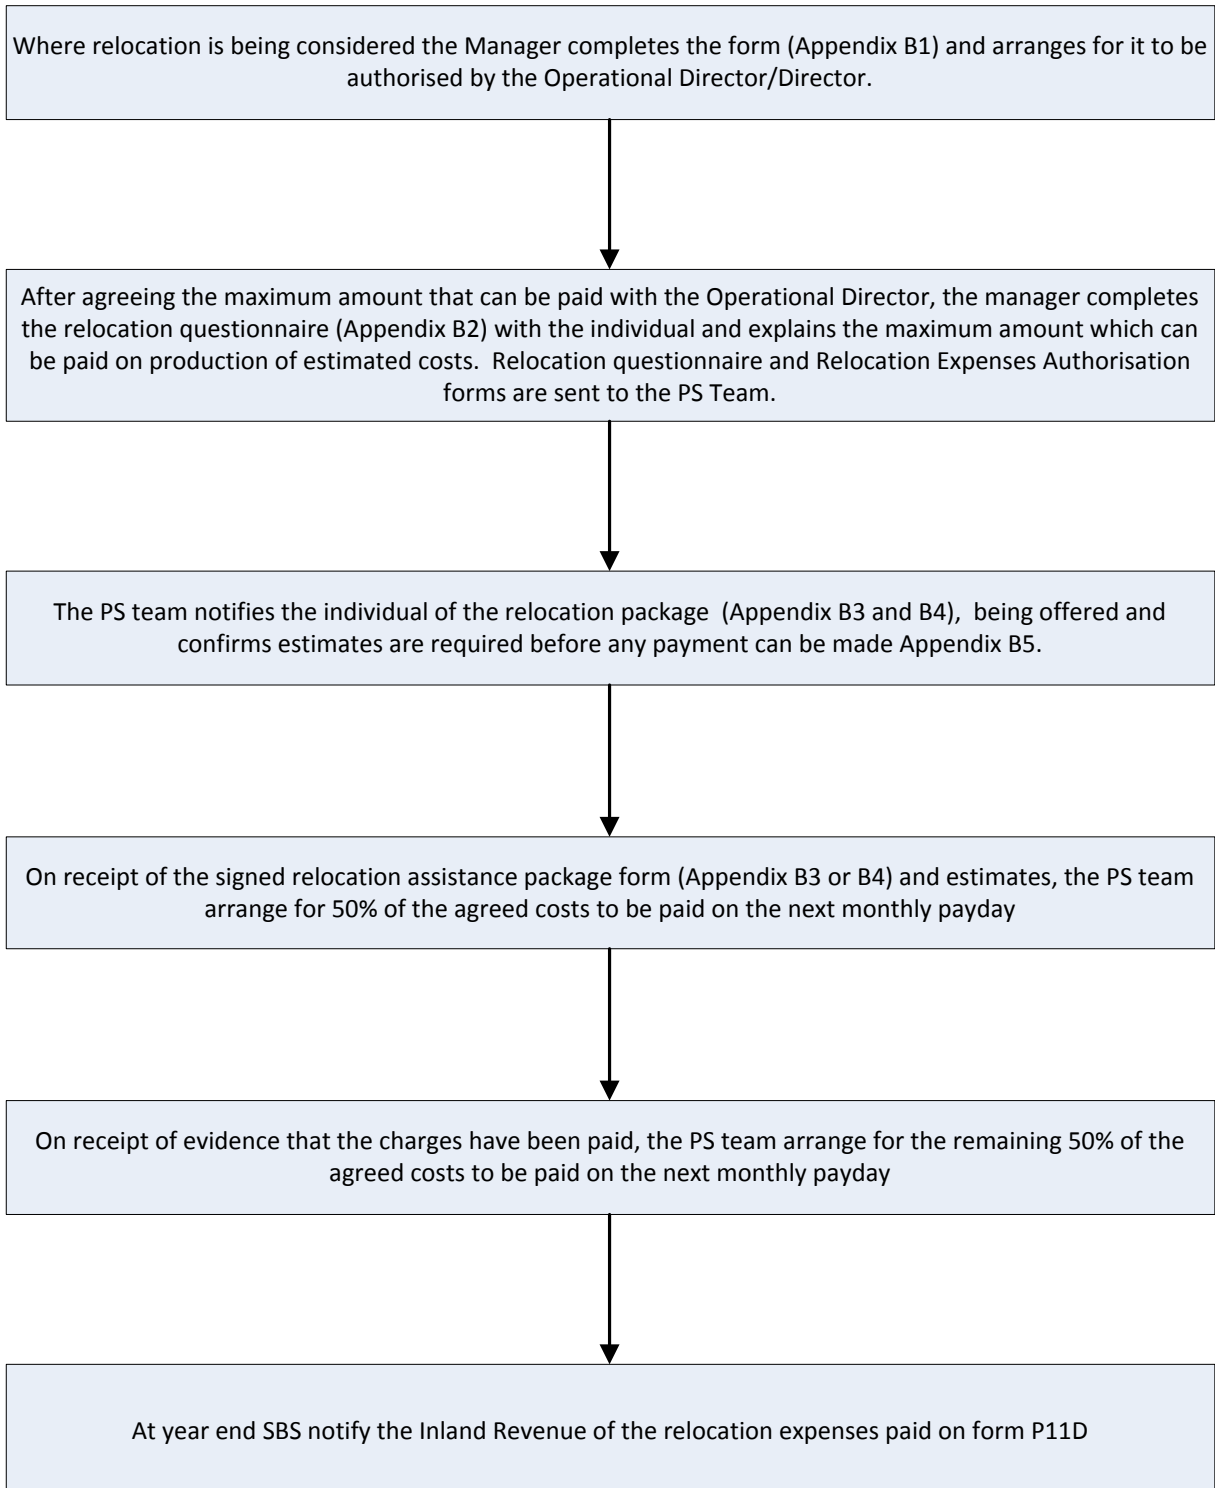 Where relocation is being considered the Manager completes the form (Appendix B1) and arranges for it to be
authorised by the Operational Director/Director.
After agreeing the maximum amount that can be paid with the Operational Director, the manager completes
the relocation questionnaire (Appendix B2) with the individual and explains the maximum amount which can
be paid on production of estimated costs.  Relocation questionnaire and Relocation Expenses Authorisation
forms are sent to the PS Team.
The PS team notifies the individual of the relocation package  (Appendix B3 and B4),  being offered and
confirms estimates are required before any payment can be made Appendix B5.
On receipt of the signed relocation assistance package form (Appendix B3 or B4) and estimates, the PS team
arrange for 50% of the agreed costs to be paid on the next monthly payday
On receipt of evidence that the charges have been paid, the PS team arrange for the remaining 50% of the
agreed costs to be paid on the next monthly payday
At year end SBS notify the Inland Revenue of the relocation expenses paid on form P11D